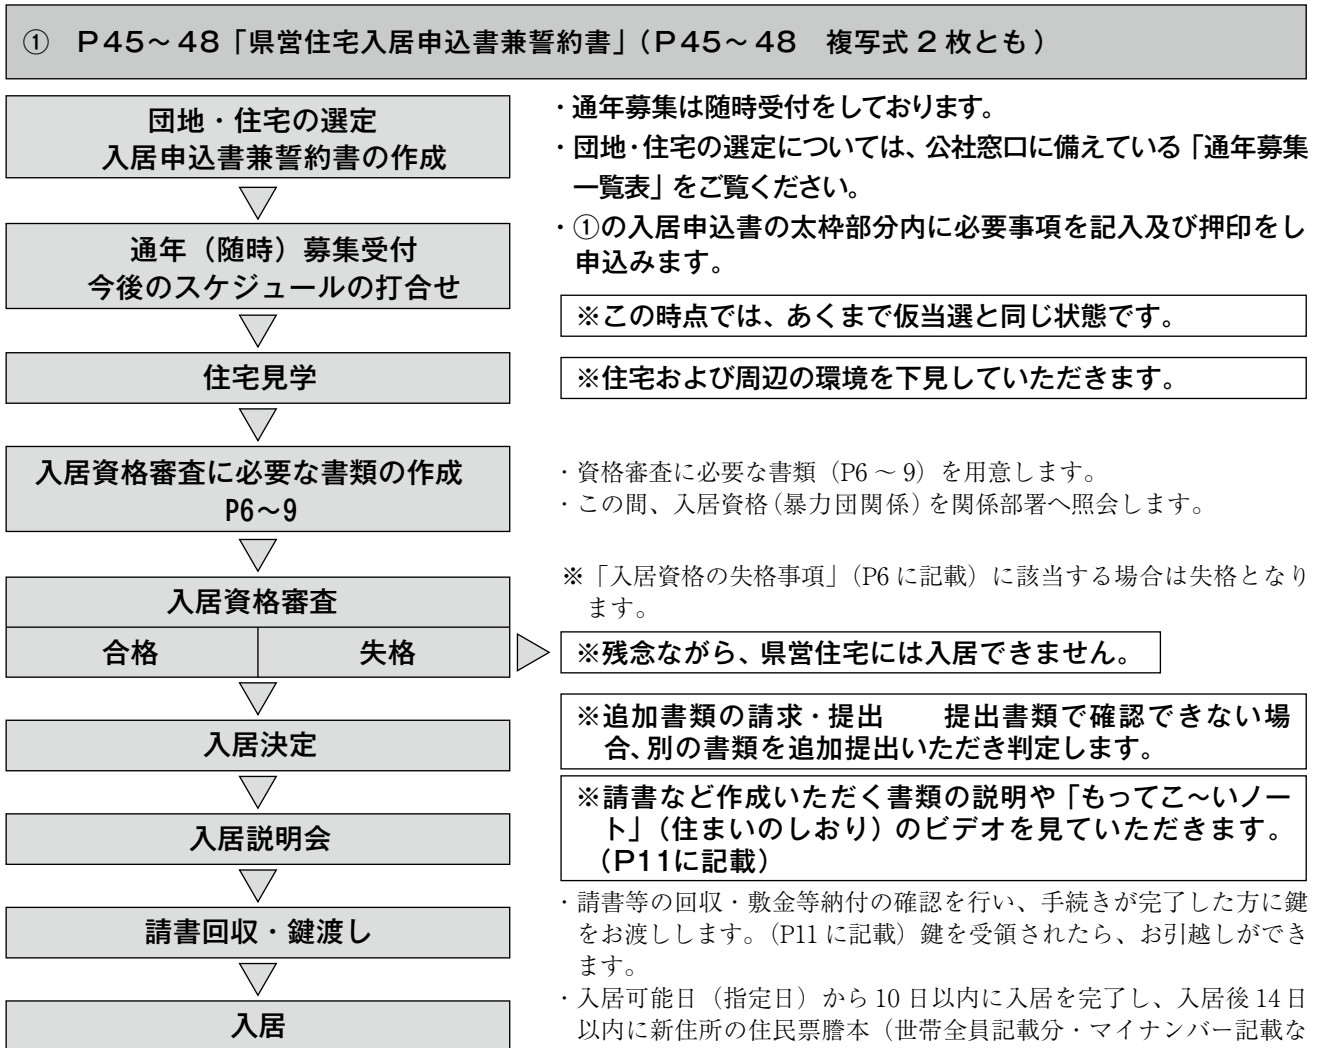 ① P45～48「県営住宅入居申込書兼誓約書」(P45～48 複写式2枚とも)
団地・住宅の選定
入居申込書兼誓約書の作成
・通年募集は随時受付をしております。
・団地・住宅の選定については、公社窓口に備えている「通年募集
一覧表」をご覧ください。
・①の入居申込書の太枠部分内に必要事項を記入及び押印をし
申込みます。
通年（随時）募集受付
今後のスケジュールの打合せ
※この時点では、あくまで仮当選と同じ状態です。
住宅見学
※住宅および周辺の環境を下見していただきます。
入居資格審査に必要な書類の作成
P6～9
・資格審査に必要な書類（P6～9）を用意します。
・この間、入居資格（暴力団関係）を関係部署へ照会します。
入居資格審査
※「入居資格の失格事項」（P6に記載）に該当する場合は失格となり
ます。
合格 失格
※残念ながら、県営住宅には入居できません。
入居決定
※追加書類の請求・提出 提出書類で確認できない場
合、別の書類を追加提出いただき判定します。
入居説明会
※請書など作成いただく書類の説明や「もってこ～いノー
ト」（住まいのしおり）のビデオを見ていただきます。
（P11に記載）
請書回収・鍵渡し
・請書等の回収・敷金等納付の確認を行い、手続きが完了した方に鍵
をお渡しします。（P11に記載）鍵を受領されたら、お引越しができ
ます。
入居
・入居可能日（指定日）から10日以内に入居を完了し、入居後14日
以内に新住所の住民票謄本（世帯全員記載分・マイナンバー記載な